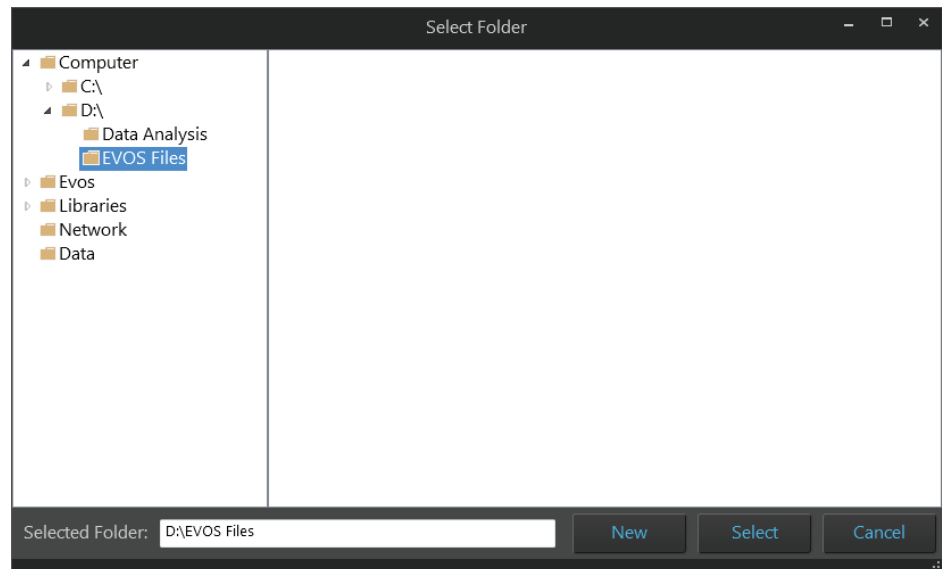 Select Folder
Computer
C:\
D:\
Data Analysis
EVOS Files
Evos
Libraries
Network
Data
Selected Folder: D:\EVOS Files New Select Cancel